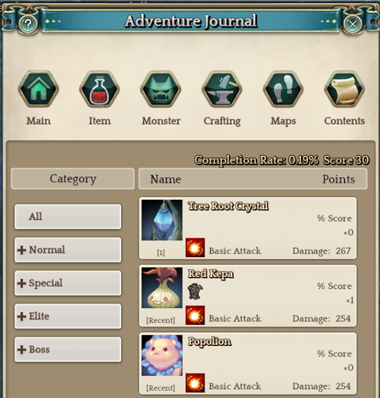 Adventure Journal
Main Item Monster Crafting Maps Contents
Completion Rate: 0.19% Score 30
Category Name Points
All
Normal
Special
Elite
Boss
Tree Root Crystal
% Score
×0
[1] Basic Attack Damage: 267
Red Kepa
% Score
×1
[Recent] Basic Attack Damage: 254
Popolion
% Score
×0
[Recent] Basic Attack Damage: 254